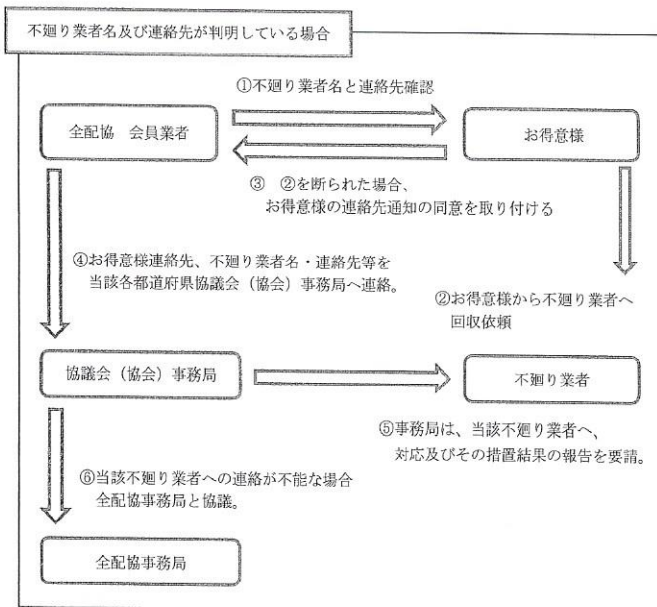 不廻り業者名及び連絡先が判明している場合
①不廻り業者名と連絡先確認
全配協　会員業者
お得意様
③　②を断られた場合、
お得意様の連絡先通知の同意を取り付ける
④お得意様連絡先、不廻り業者名・連絡先等を
当該各都道府県協議会（協会）事務局へ連絡。
②お得意様から不廻り業者へ
回収依頼
協議会（協会）事務局
不廻り業者
⑤事務局は、当該不廻り業者へ、
対応及びその措置結果の報告を要請。
⑥当該不廻り業者への連絡が不能な場合
全配協事務局と協議。
全配協事務局